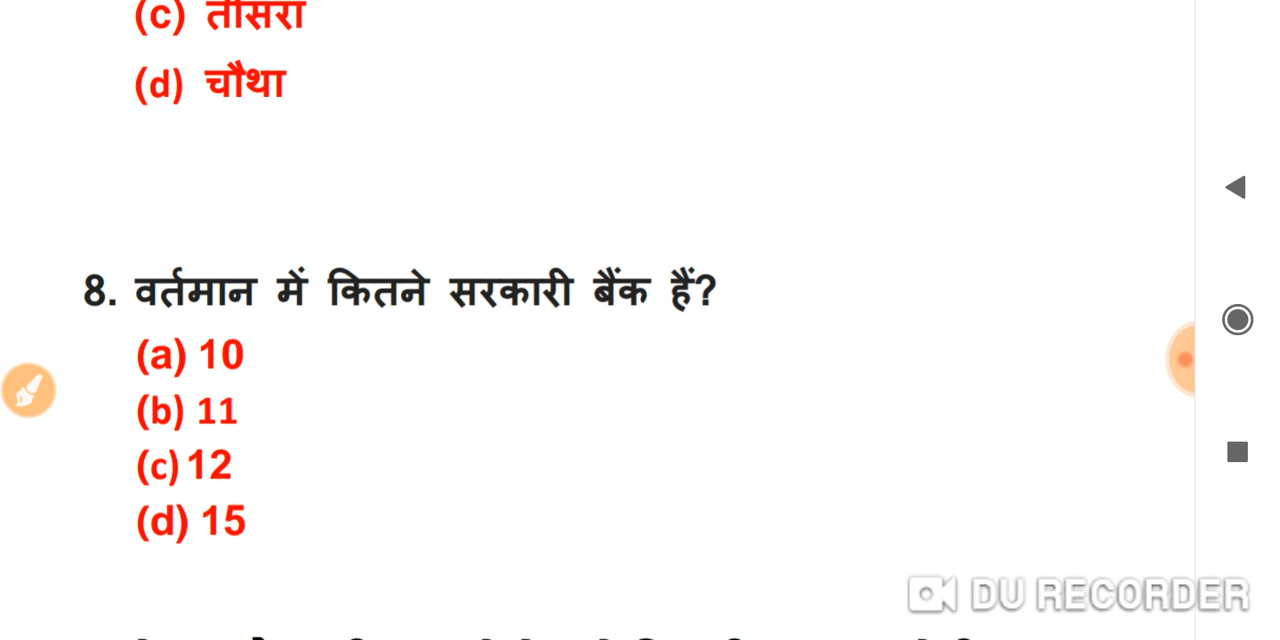 (c) तीसरा
(d) चौथा
8. वर्तमान में कितने सरकारी बैंक हैं?
(a) 10
(b) 11
(c) 12
(d) 15
DU RECORDER